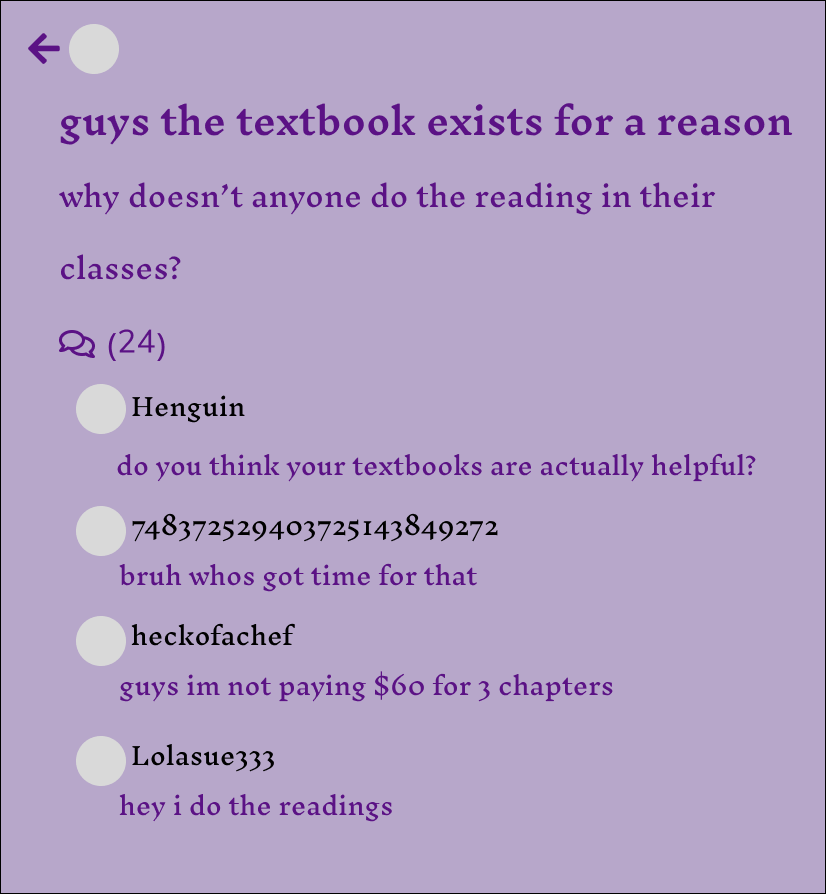 guys the textbook exists for a reason
why doesn’t anyone do the reading in their
classes?
(24)
Henguin
do you think your textbooks are actually helpful?
748372529403725143849272
bruh whos got time for that
heckofachef
guys im not paying $60 for 3 chapters
Lolasue333
hey i do the readings